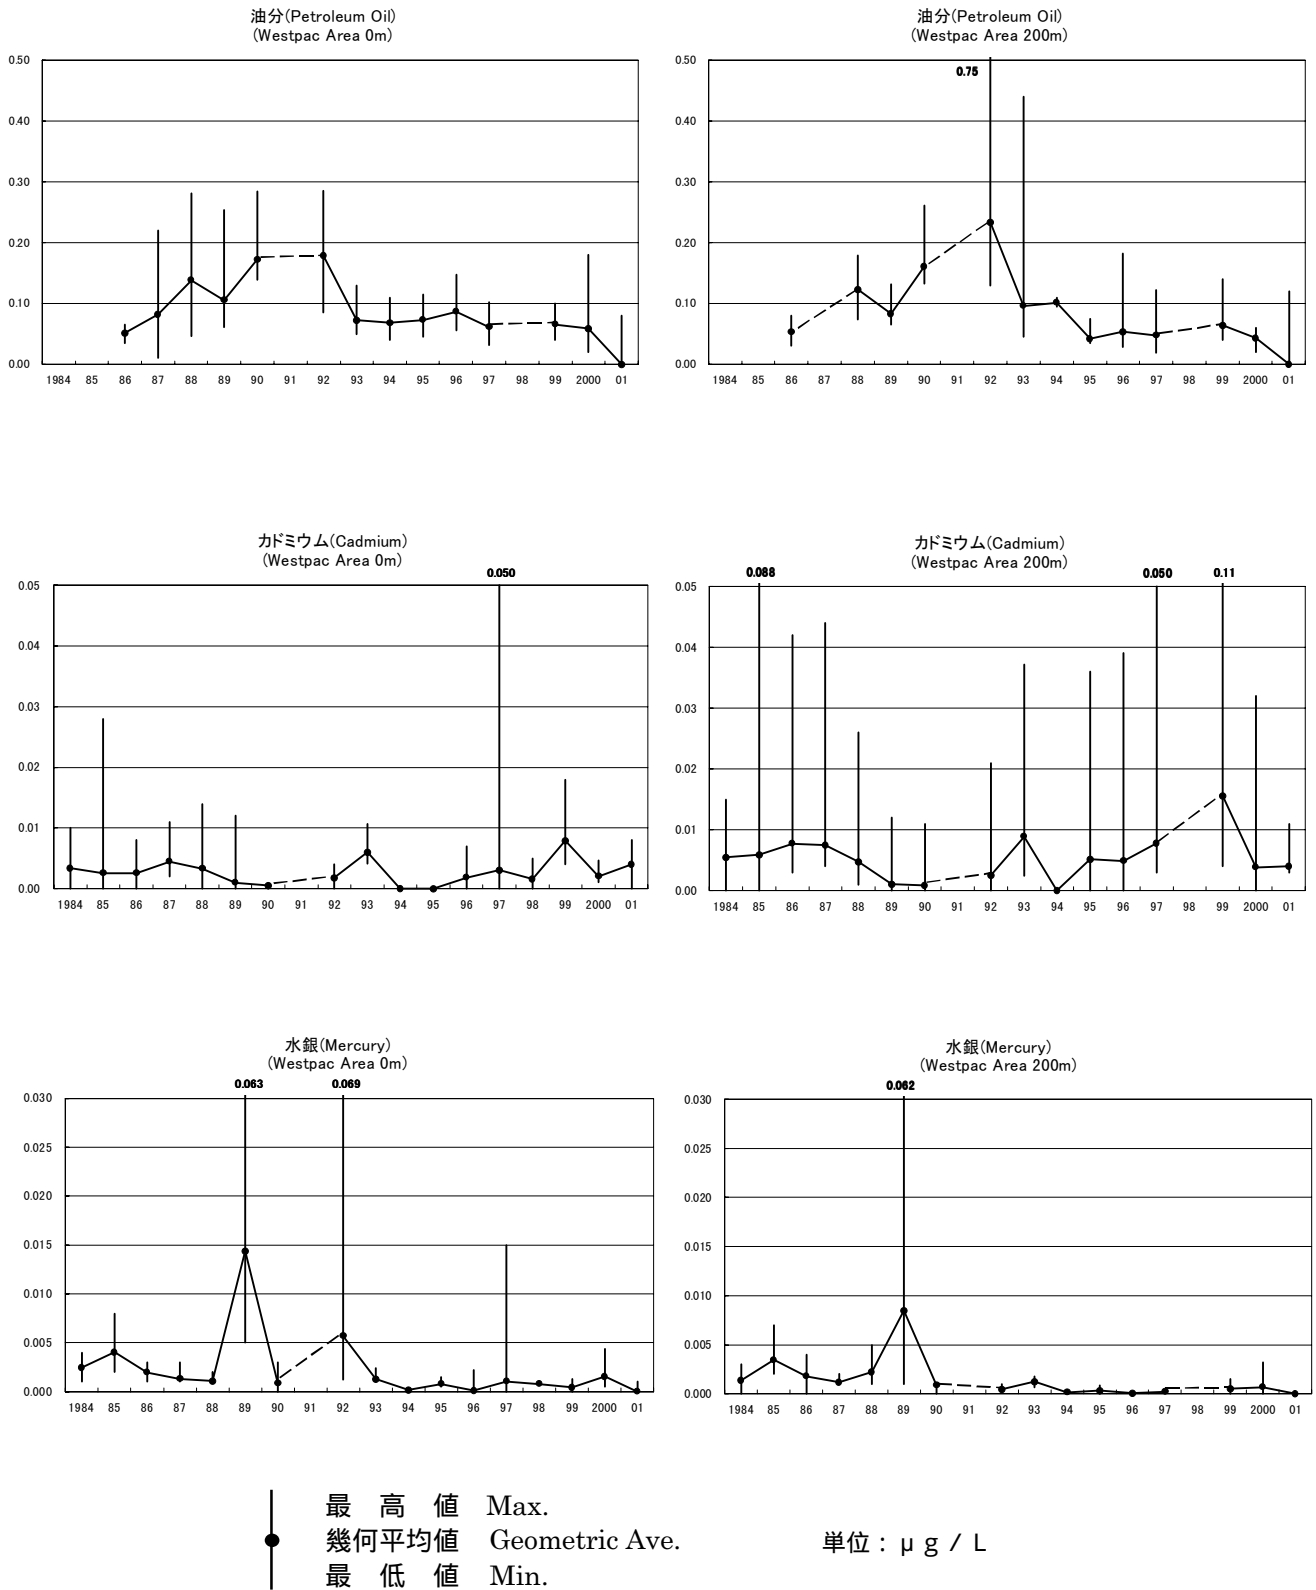 油分(Petroleum Oil)
(Westpac Area 0m)
0.50
0.40
0.30
0.20
0.10
0.00
1984 85 86 87 88 89 90 91 92 93 94 95 96 97 98 99 2000 01
油分(Petroleum Oil)
(Westpac Area 200m)
0.75
0.50
0.40
0.30
0.20
0.10
0.00
1984 85 86 87 88 89 90 91 92 93 94 95 96 97 98 99 2000 01
カドミウム(Cadmium)
(Westpac Area 0m)
0.050
0.05
0.04
0.03
0.02
0.01
0.00
1984 85 86 87 88 89 90 91 92 93 94 95 96 97 98 99 2000 01
カドミウム(Cadmium)
(Westpac Area 200m)
0.088 0.050 0.11
0.05
0.04
0.03
0.02
0.01
0.00
1984 85 86 87 88 89 90 91 92 93 94 95 96 97 98 99 2000 01
水銀(Mercury)
(Westpac Area 0m)
0.063 0.069
0.030
0.025
0.020
0.015
0.010
0.005
0.000
1984 85 86 87 88 89 90 91 92 93 94 95 96 97 98 99 2000 01
水銀(Mercury)
(Westpac Area 200m)
0.062
0.030
0.025
0.020
0.015
0.010
0.005
0.000
1984 85 86 87 88 89 90 91 92 93 94 95 96 97 98 99 2000 01
最 高 値 Max.
幾何平均値 Geometric Ave.
最 低 値 Min.
単位：μｇ／Ｌ